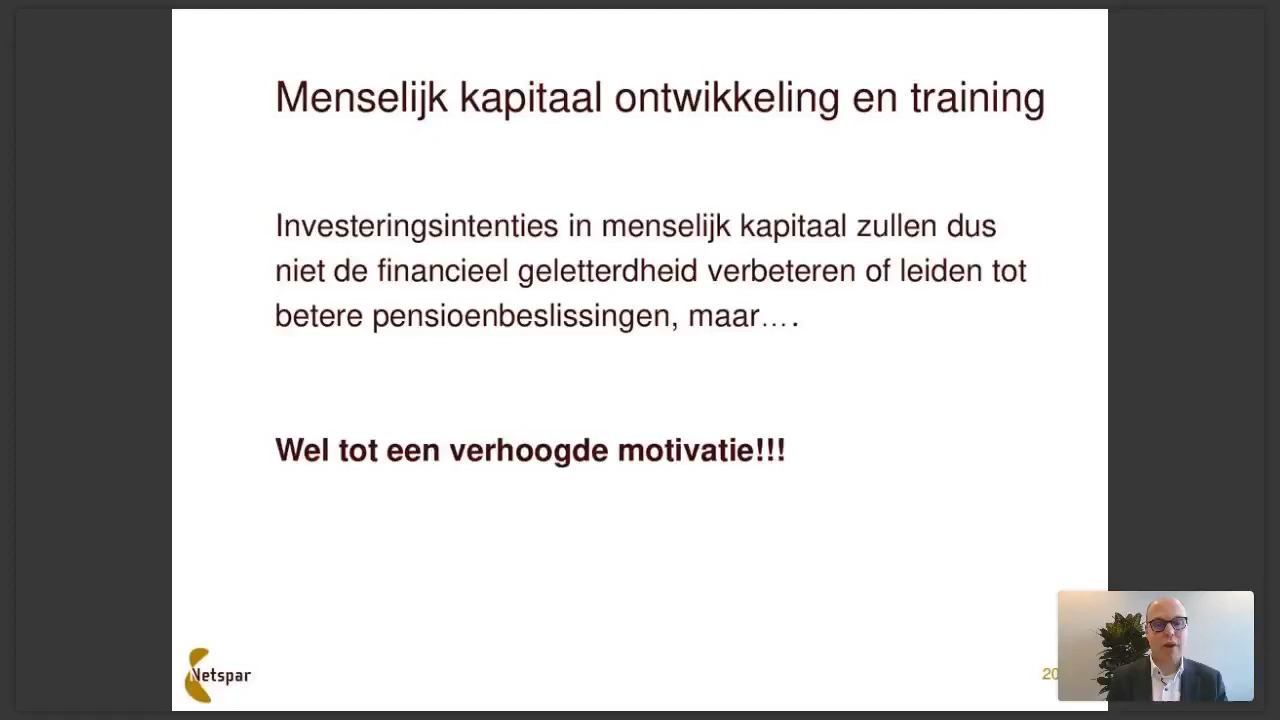 Menselijk kapitaal ontwikkeling en training
Investeringsintenties in menselijk kapitaal zullen dus
niet de financieel geletterdheid verbeteren of leiden tot
betere pensioenbeslissingen, maar….
Wel tot een verhoogde motivatie!!!
Netspar
20